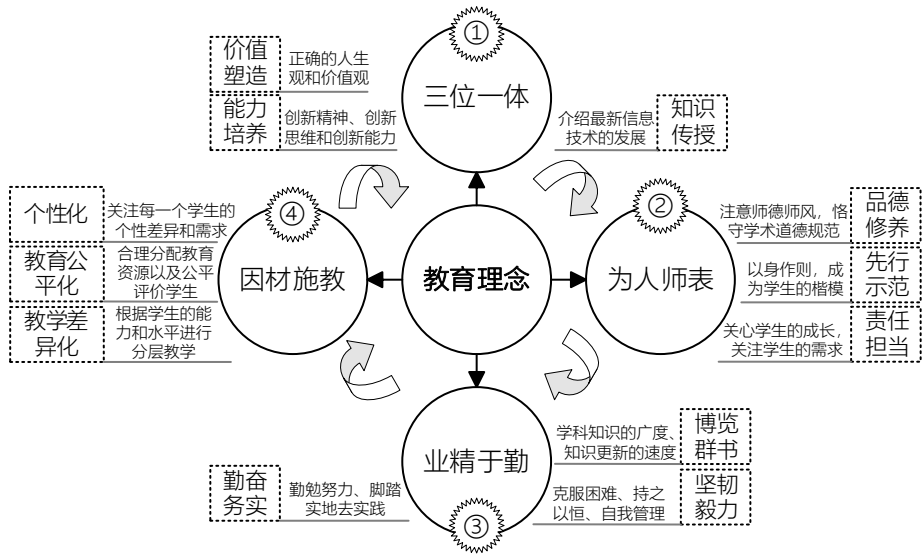 ①
三位一体
价值
塑造
正确的人生
观和价值观
能力
培养
创新精神、创新
思维和创新能力
介绍最新信息
技术的发展
知识
传授
教育理念
②
为人师表
注意师德师风，恪
守学术道德规范
品德
修养
以身作则，成
为学生的楷模
先行
示范
关心学生的成长，
关注学生的需求
责任
担当
③
业精于勤
学科知识的广度、
知识更新的速度
博览
群书
克服困难、持之
以恒、自我管理
坚韧
毅力
勤奋
务实
勤勉努力、脚踏
实地去实践
④
因材施教
个性化
关注每一个学生的
个性差异和需求
教育公
平化
合理分配教育
资源以及公平
评价学生
教学差
异化
根据学生的能
力和水平进行
分层教学